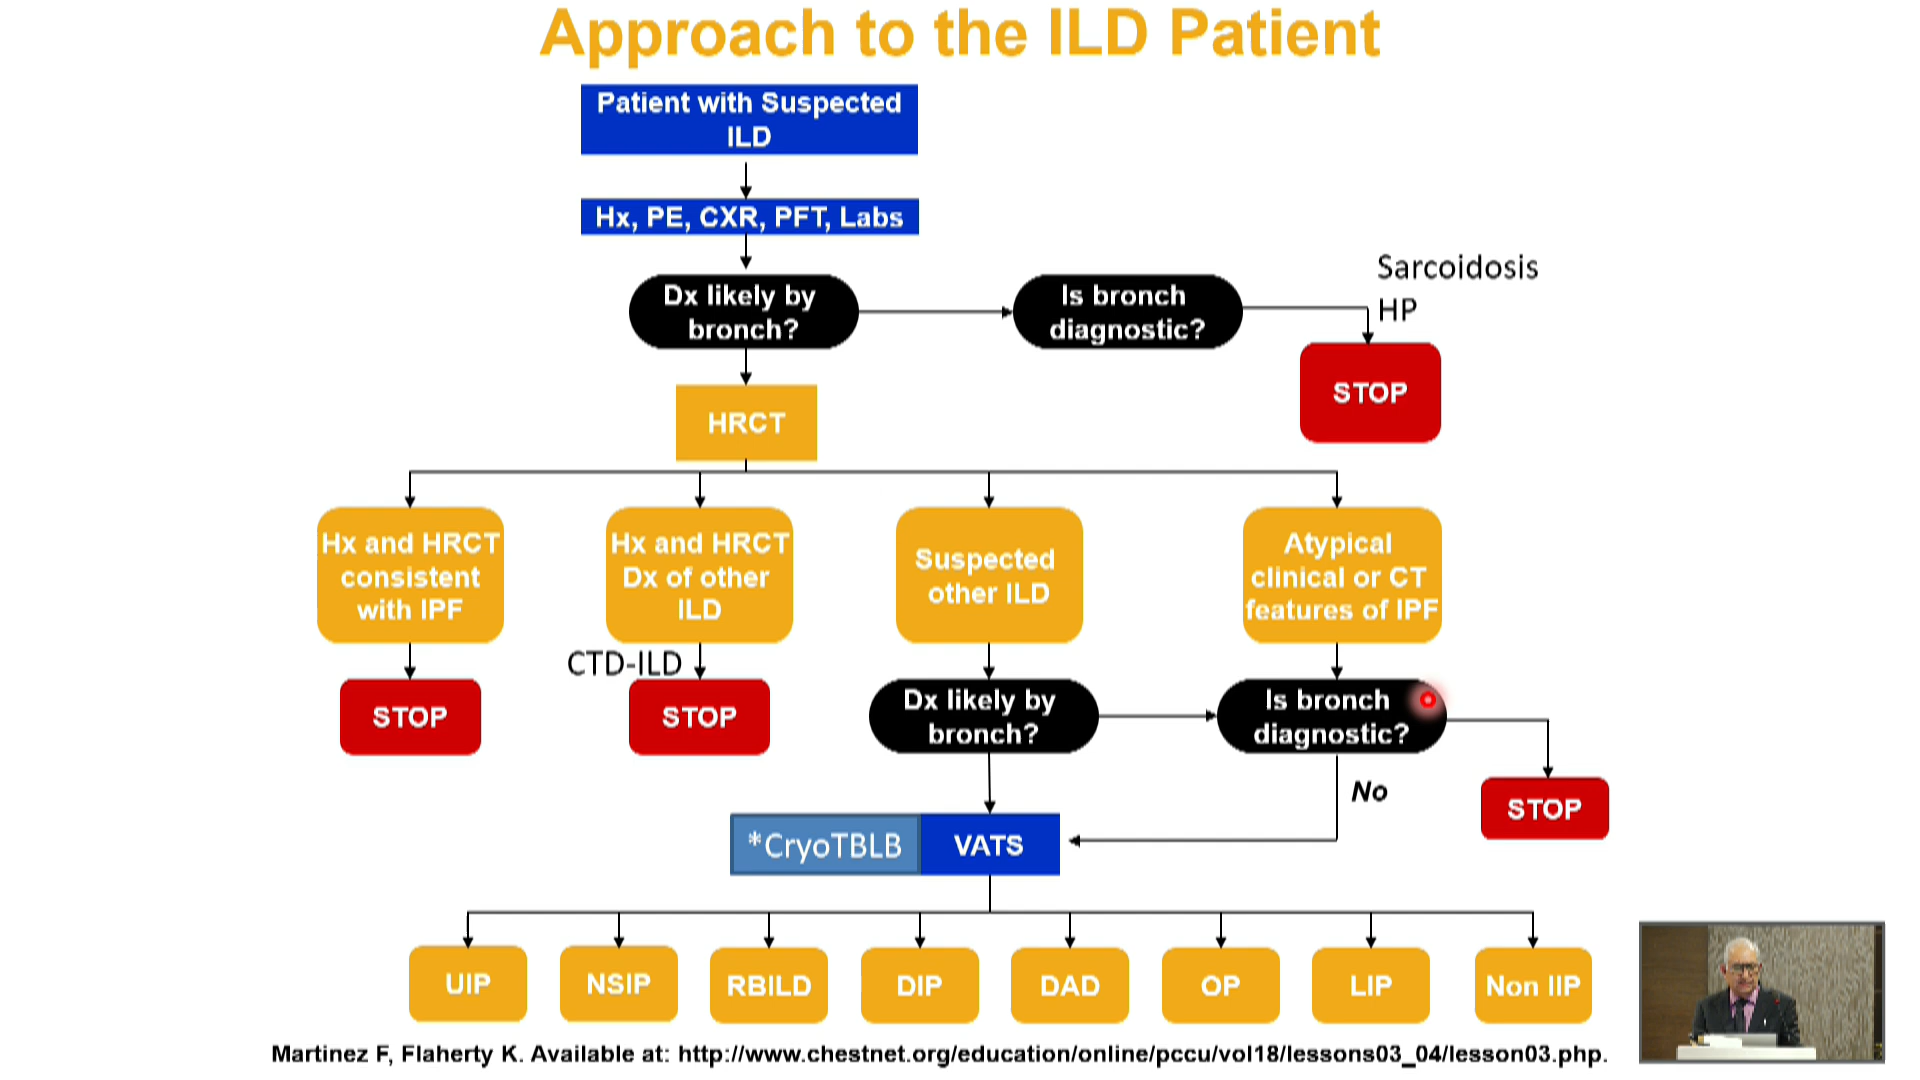 Approach to the ILD Patient
Patient with Suspected
ILD
Hx, PE, CXR, PFT, Labs
Dx likely by
bronch?
Is bronch
diagnostic?
Sarcoidosis
HP
STOP
HRCT
Hx and HRCT
consistent
with IPF
Hx and HRCT
Dx of other
ILD
Suspected
other ILD
Atypical
clinical or CT
features of IPF
STOP
CTD-ILD
STOP
Dx likely by
bronch?
Is bronch
diagnostic?
No
STOP
*CryoTBLB
VATS
UIP
NSIP
RBILD
DIP
DAD
OP
LIP
Non IIP
Martinez F, Flaherty K. Available at: http://www.chestnet.org/education/online/pccu/vol18/lessons03_04/lesson03.php.